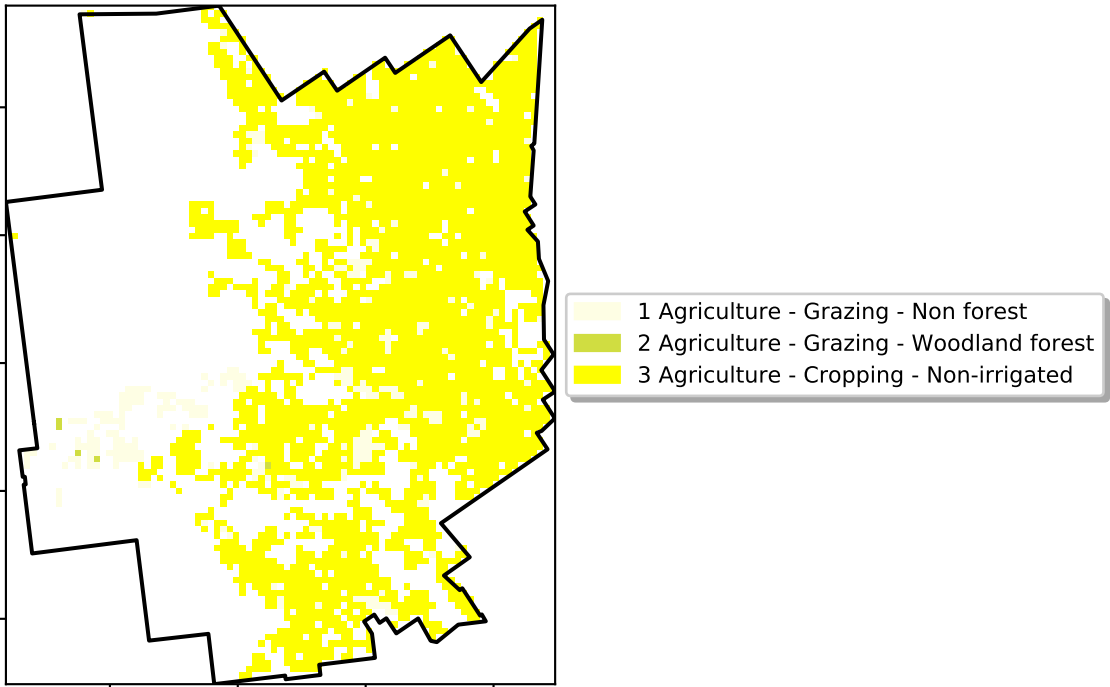 1 Agriculture - Grazing - Non forest
2 Agriculture - Grazing - Woodland forest
3 Agriculture - Cropping - Non-irrigated